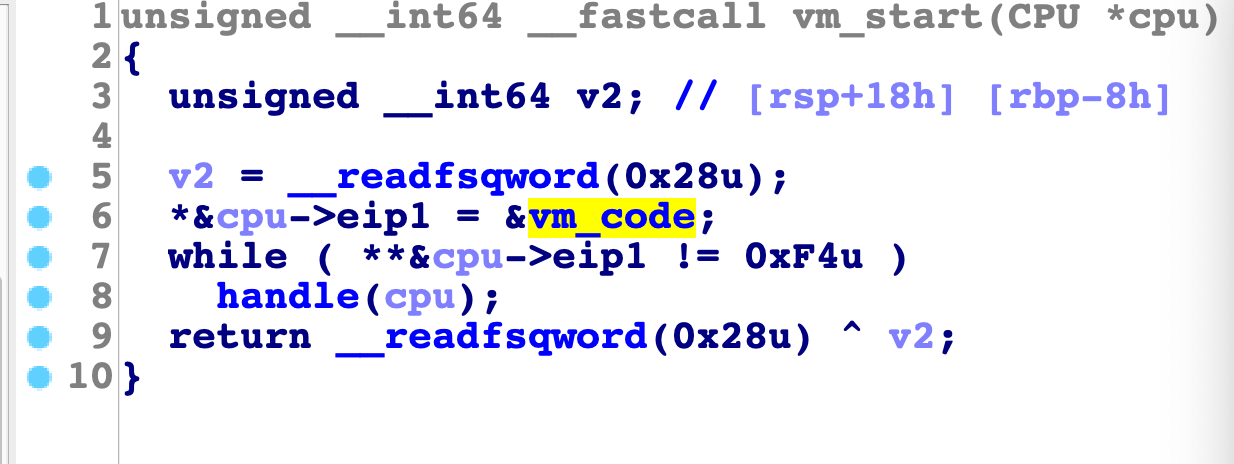 1 unsigned __int64 __fastcall vm_start(CPU *cpu)
2 {
3   unsigned __int64 v2; // [rsp+18h] [rbp-8h]
4
5   v2 = __readfsqword(0x28u);
6   *&cpu->eip1 = &vm_code;
7   while ( **&cpu->eip1 != 0xF4u )
8     handle(cpu);
9   return __readfsqword(0x28u) ^ v2;
10 }